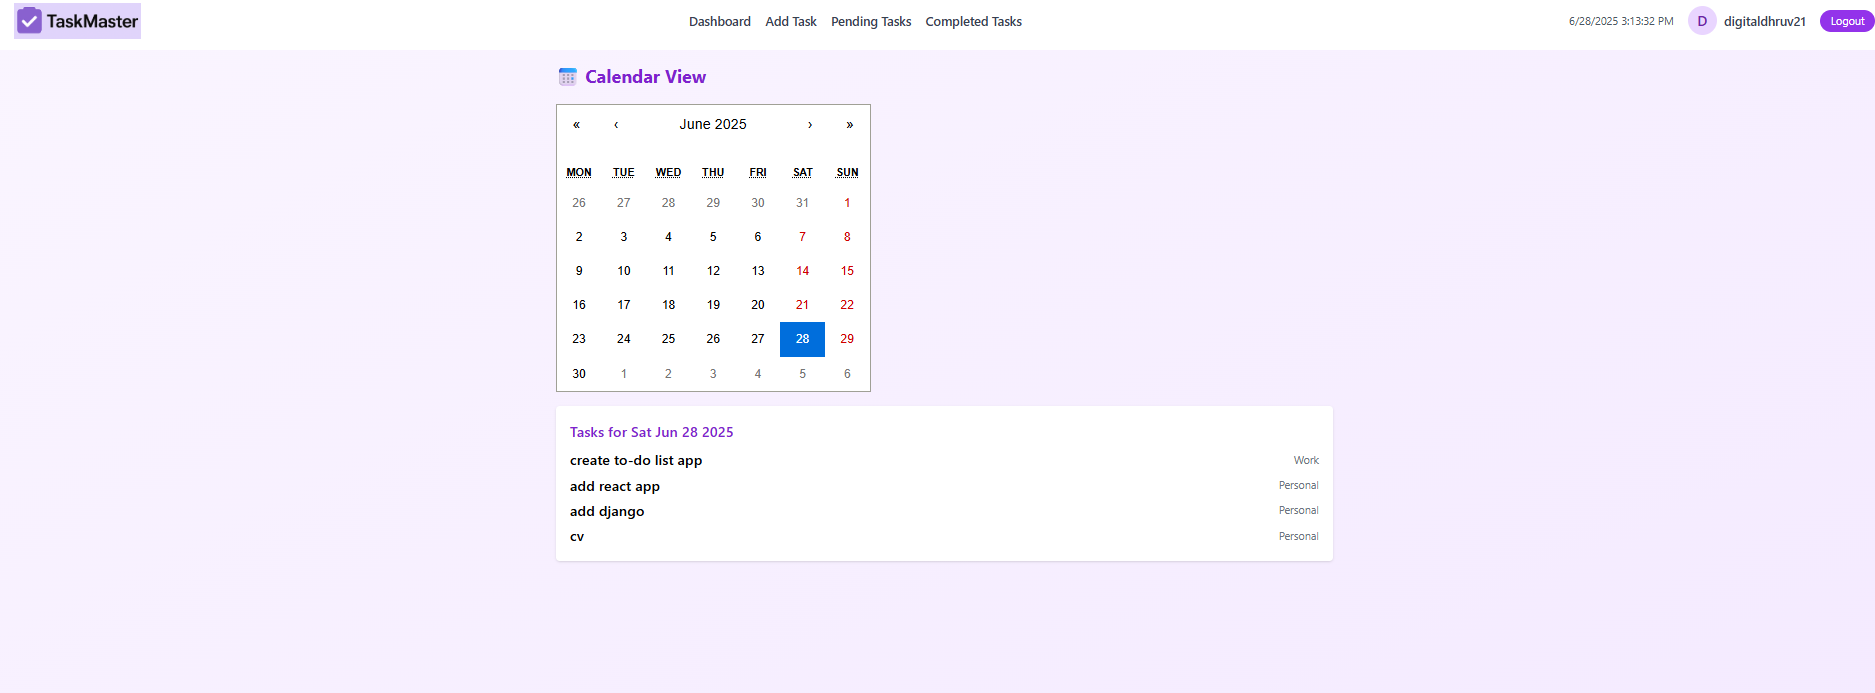 TaskMaster Dashboard Add Task Pending Tasks Completed Tasks 6/28/2025 3:13:32 PM D digitaldhruv21 Logout
Calendar View
« ‹ June 2025 › »
MON TUE WED THU FRI SAT SUN
26 27 28 29 30 31 1
2 3 4 5 6 7 8
9 10 11 12 13 14 15
16 17 18 19 20 21 22
23 24 25 26 27 28 29
30 1 2 3 4 5 6
Tasks for Sat Jun 28 2025
create to-do list app Work
add react app Personal
add django Personal
cv Personal